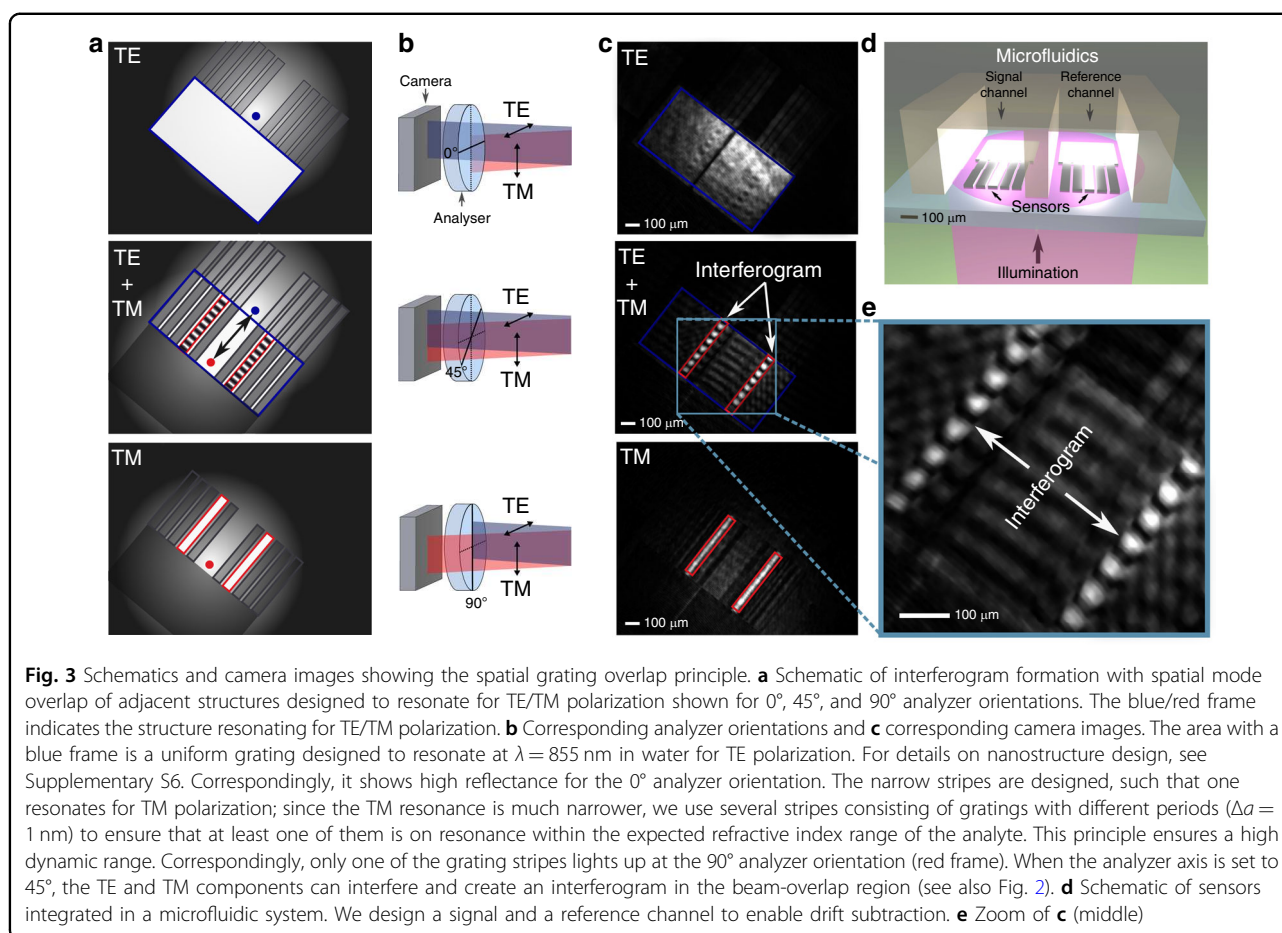 a
TE
TE
+
TM
TM
b
Camera
TE
0°
TM
Analyser
TE
45°
TM
TE
90°
TM
c
TE
100 µm
TE
+
TM
Interferogram
100 µm
TM
100 µm
d
Microfluidics
Signal
channel
Reference
channel
Sensors
100 µm
Illumination
e
Interferogram
100 µm
Fig. 3 Schematics and camera images showing the spatial grating overlap principle. a Schematic of interferogram formation with spatial mode
overlap of adjacent structures designed to resonate for TE/TM polarization shown for 0°, 45°, and 90° analyzer orientations. The blue/red frame
indicates the structure resonating for TE/TM polarization. b Corresponding analyzer orientations and c corresponding camera images. The area with a
blue frame is a uniform grating designed to resonate at λ = 855 nm in water for TE polarization. For details on nanostructure design, see
Supplementary S6. Correspondingly, it shows high reflectance for the 0° analyzer orientation. The narrow stripes are designed, such that one
resonates for TM polarization; since the TM resonance is much narrower, we use several stripes consisting of gratings with different periods (Δa =
1 nm) to ensure that at least one of them is on resonance within the expected refractive index range of the analyte. This principle ensures a high
dynamic range. Correspondingly, only one of the grating stripes lights up at the 90° analyzer orientation (red frame). When the analyzer axis is set to
45°, the TE and TM components can interfere and create an interferogram in the beam-overlap region (see also Fig. 2). d Schematic of sensors
integrated in a microfluidic system. We design a signal and a reference channel to enable drift subtraction. e Zoom of c (middle)